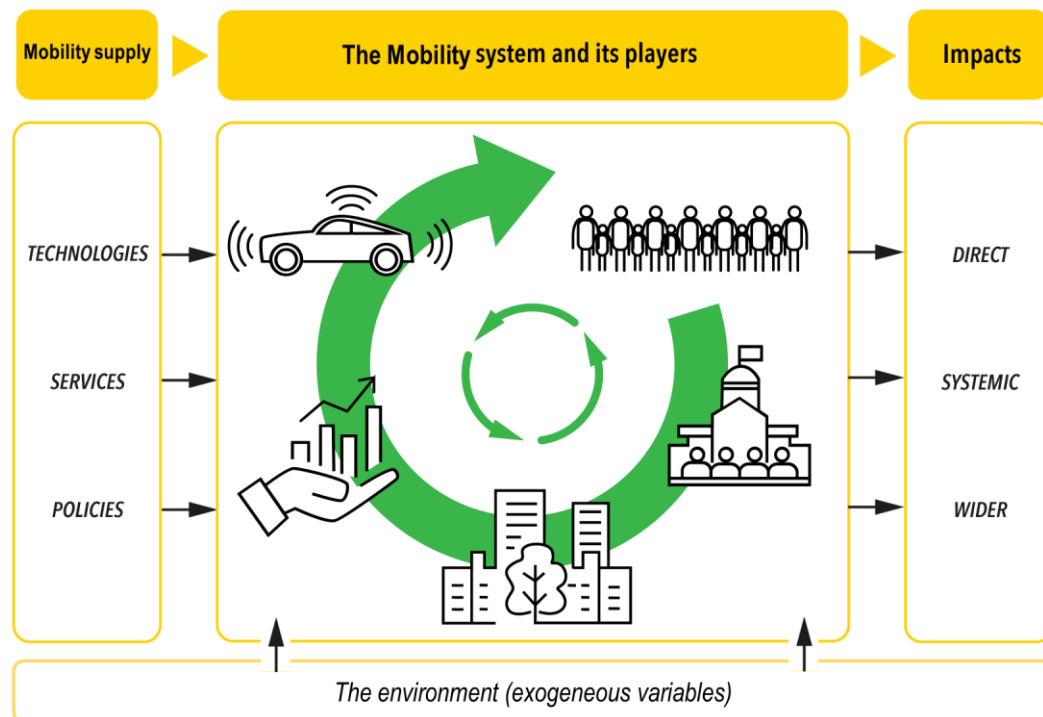 Mobility supply
The Mobility system and its players
Impacts
TECHNOLOGIES
SERVICES
POLICIES
DIRECT
SYSTEMIC
WIDER
The environment (exogeneous variables)